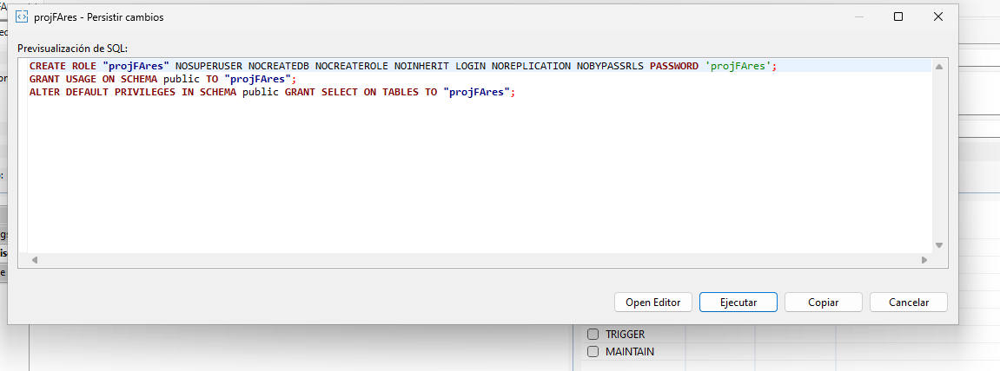 projFAres - Persistir cambios
Previsualización de SQL:
CREATE ROLE "projFAres" NOSUPERUSER NOCREATEDB NOCREATEROLE NOINHERIT LOGIN NOREPLICATION NOBYPASSRLS PASSWORD 'projFAres';
GRANT USAGE ON SCHEMA public TO "projFAres";
ALTER DEFAULT PRIVILEGES IN SCHEMA public GRANT SELECT ON TABLES TO "projFAres";
Open Editor
Ejecutar
Copiar
Cancelar
TRIGGER
MAINTAIN